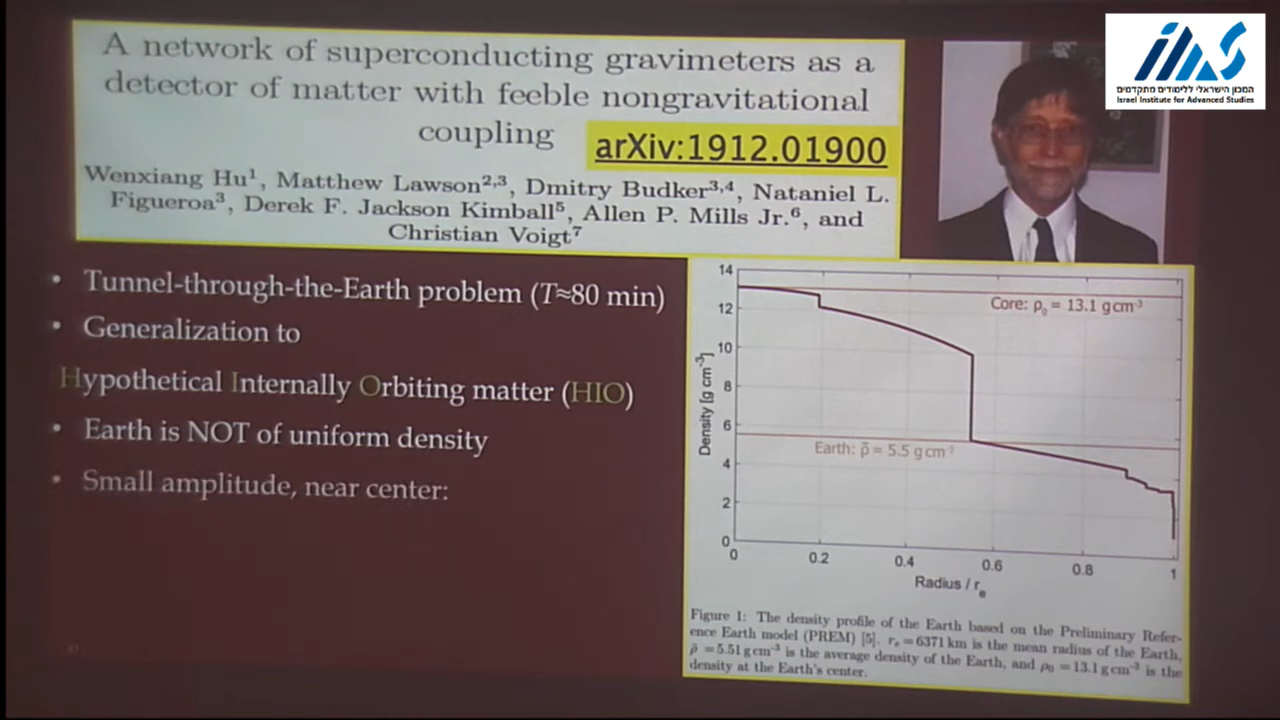 A network of superconducting gravimeters as a
detector of matter with feeble nongravitational
coupling
arXiv:1912.01900
Wenxiang Hu¹, Matthew Lawson²,³, Dmitry Budker³,⁴, Nataniel L.
Figueroa³, Derek F. Jackson Kimball⁵, Allen P. Mills Jr.⁶, and
Christian Voigt⁷
המכון הישראלי ללימודים מתקדמים
Israel Institute for Advanced Studies
• Tunnel-through-the-Earth problem (T≈80 min)
• Generalization to
Hypothetical Internally Orbiting matter (HIO)
• Earth is NOT of uniform density
• Small amplitude, near center:
14
12
10
8
6
4
2
0
Density [g cm⁻³]
Core: ρ₀ = 13.1 g cm⁻³
Earth: ρ̄ = 5.5 g cm⁻³
0
0.2
0.4
0.6
0.8
1
Radius / rₑ
Figure 1: The density profile of the Earth based on the Preliminary Refer-
ence Earth model (PREM) [5]. rₑ = 6371 km is the mean radius of the Earth,
ρ̄ = 5.51 g cm⁻³ is the average density of the Earth, and ρ₀ = 13.1 g cm⁻³ is the
density at the Earth's center.